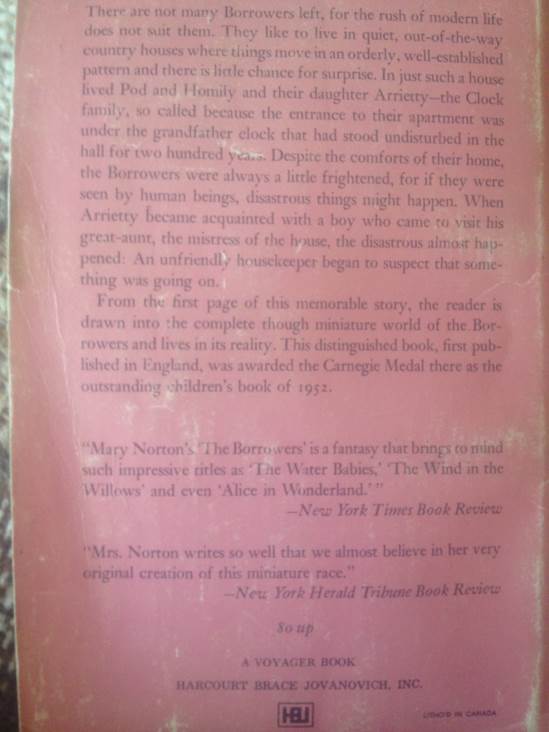 There are not many Borrowers left, for the rush of modern life
does not suit them. They like to live in quiet, out-of-the-way
country houses where things move in an orderly, well-established
pattern and there is little chance for surprise. In just such a house
lived Pod and Homily and their daughter Arrietty—the Clock
family, so called because the entrance to their apartment was
under the grandfather clock that had stood undisturbed in the
hall for two hundred years. Despite the comforts of their home,
the Borrowers were always a little frightened, for if they were
seen by human beings, disastrous things might happen. When
Arrietty became acquainted with a boy who came to visit his
great-aunt, the mistress of the house, the disastrous almost hap-
pened: An unfriendly housekeeper began to suspect that some-
thing was going on.
From the first page of this memorable story, the reader is
drawn into the complete though miniature world of the Bor-
rowers and lives in its reality. This distinguished book, first pub-
lished in England, was awarded the Carnegie Medal there as the
outstanding children's book of 1952.
"Mary Norton's 'The Borrowers' is a fantasy that brings to mind
such impressive titles as 'The Water Babies,' 'The Wind in the
Willows' and even 'Alice in Wonderland.'"
—New York Times Book Review
"Mrs. Norton writes so well that we almost believe in her very
original creation of this miniature race."
—New York Herald Tribune Book Review
80 up
A VOYAGER BOOK
HARCOURT BRACE JOVANOVICH, INC.
HBJ
LITHO'D IN CANADA